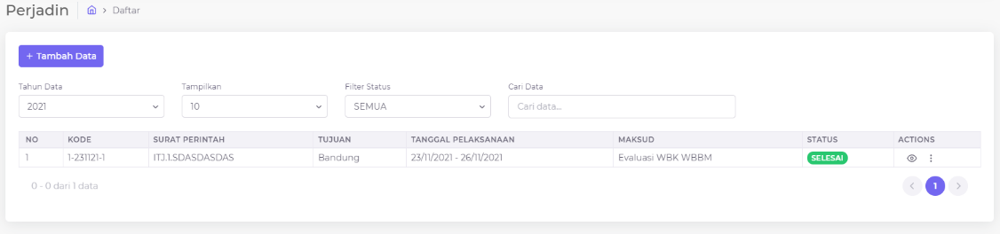 Perjadin > Daftar
+ Tambah Data
Tahun Data Tampilkan Filter Status Cari Data
2021 10 SEMUA Cari data...
NO KODE SURAT PERINTAH TUJUAN TANGGAL PELAKSANAAN MAKSUD STATUS ACTIONS
1 1-231121-1 ITJ.1.SDASDASDAS Bandung 23/11/2021 - 26/11/2021 Evaluasi WBK WBBM SELESAI
0 - 0 dari 1 data < 1 >